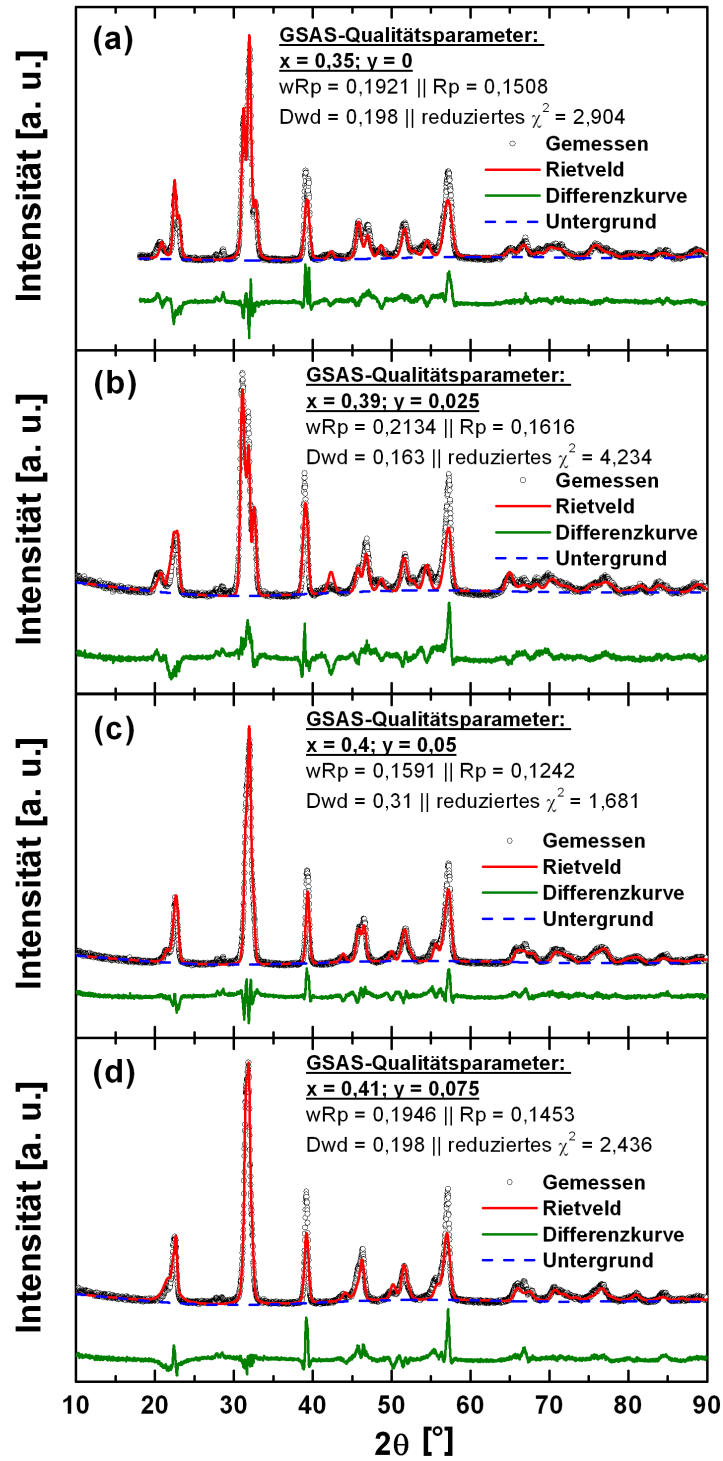 (a)
GSAS-Qualitätsparameter:
x = 0,35; y = 0
wRp = 0,1921 || Rp = 0,1508
Dwd = 0,198 || reduziertes χ² = 2,904
Gemessen
Rietveld
Differenzkurve
Untergrund
Intensität [a. u.]
(b)
GSAS-Qualitätsparameter:
x = 0,39; y = 0,025
wRp = 0,2134 || Rp = 0,1616
Dwd = 0,163 || reduziertes χ² = 4,234
Gemessen
Rietveld
Differenzkurve
Untergrund
Intensität [a. u.]
(c)
GSAS-Qualitätsparameter:
x = 0,4; y = 0,05
wRp = 0,1591 || Rp = 0,1242
Dwd = 0,31 || reduziertes χ² = 1,681
Gemessen
Rietveld
Differenzkurve
Untergrund
Intensität [a. u.]
(d)
GSAS-Qualitätsparameter:
x = 0,41; y = 0,075
wRp = 0,1946 || Rp = 0,1453
Dwd = 0,198 || reduziertes χ² = 2,436
Gemessen
Rietveld
Differenzkurve
Untergrund
Intensität [a. u.]
10 20 30 40 50 60 70 80 90
2θ [°]